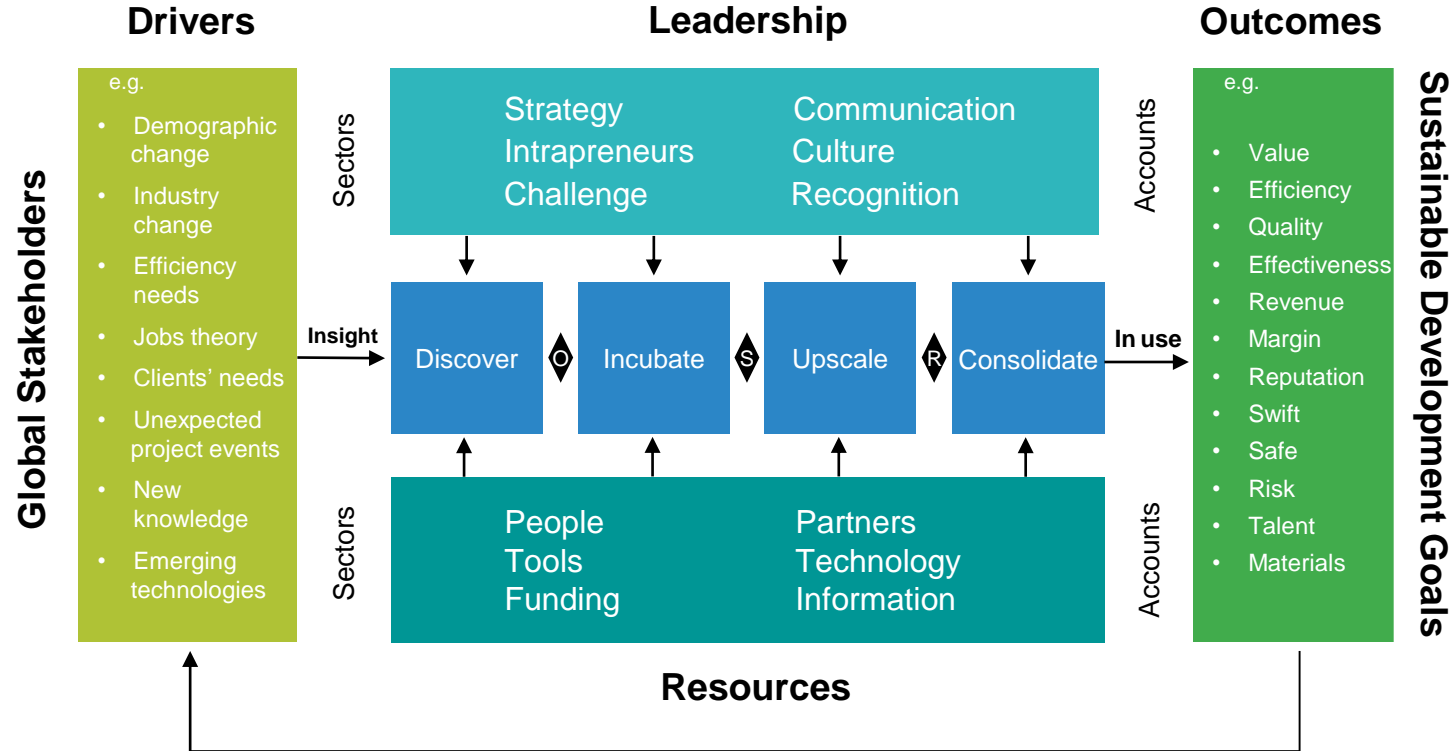 Drivers
Leadership
Outcomes
Global Stakeholders
e.g.
• Demographic
change
• Industry
change
• Efficiency
needs
• Jobs theory
• Clients’ needs
• Unexpected
project events
• New
knowledge
• Emerging
technologies
Sectors
Strategy
Intrapreneurs
Challenge
Communication
Culture
Recognition
Accounts
Insight
Discover
O
Incubate
S
Upscale
R
Consolidate
In use
Sectors
People
Tools
Funding
Partners
Technology
Information
Accounts
Resources
e.g.
• Value
• Efficiency
• Quality
• Effectiveness
• Revenue
• Margin
• Reputation
• Swift
• Safe
• Risk
• Talent
• Materials
Sustainable Development Goals